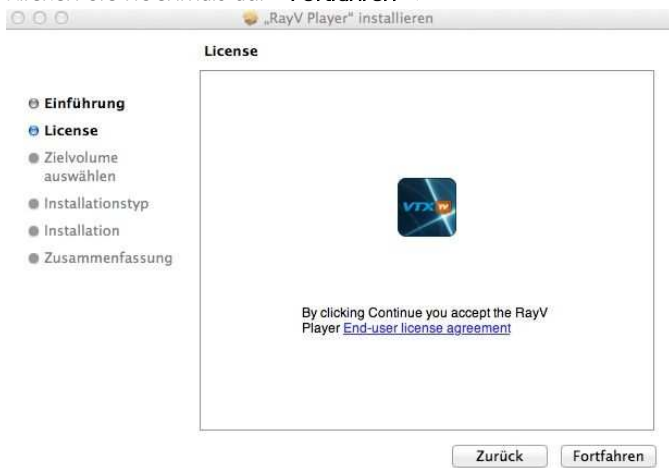 „RayV Player" installieren
License
Einführung
License
Zielvolume
auswählen
Installationstyp
Installation
Zusammenfassung
VTX TV
By clicking Continue you accept the RayV
Player End-user license agreement
Zurück Fortfahren